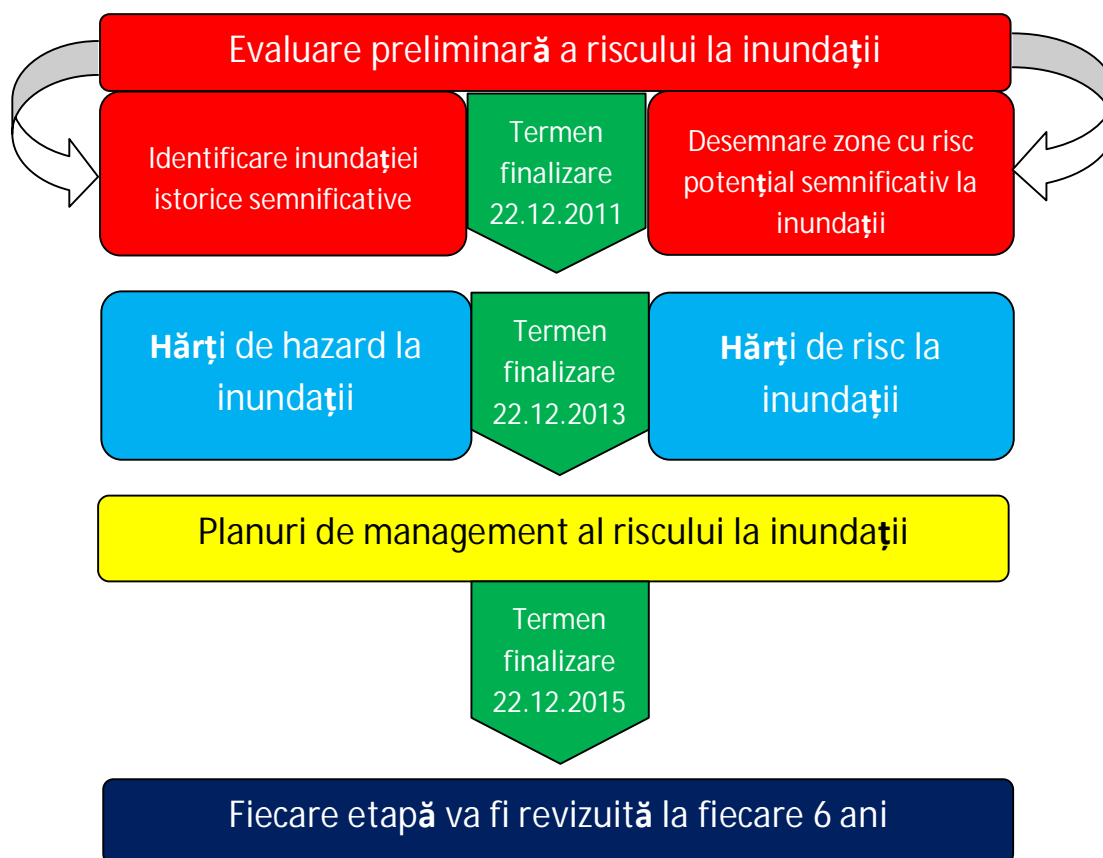 Evaluare preliminară a riscului la inundații
Identificare inundației
istorice semnificative
Termen
finalizare
22.12.2011
Desemnare zone cu risc
potențial semnificativ la
inundații
Hărți de hazard la
inundații
Termen
finalizare
22.12.2013
Hărți de risc la
inundații
Planuri de management al riscului la inundații
Termen
finalizare
22.12.2015
Fiecare etapă va fi revizuită la fiecare 6 ani